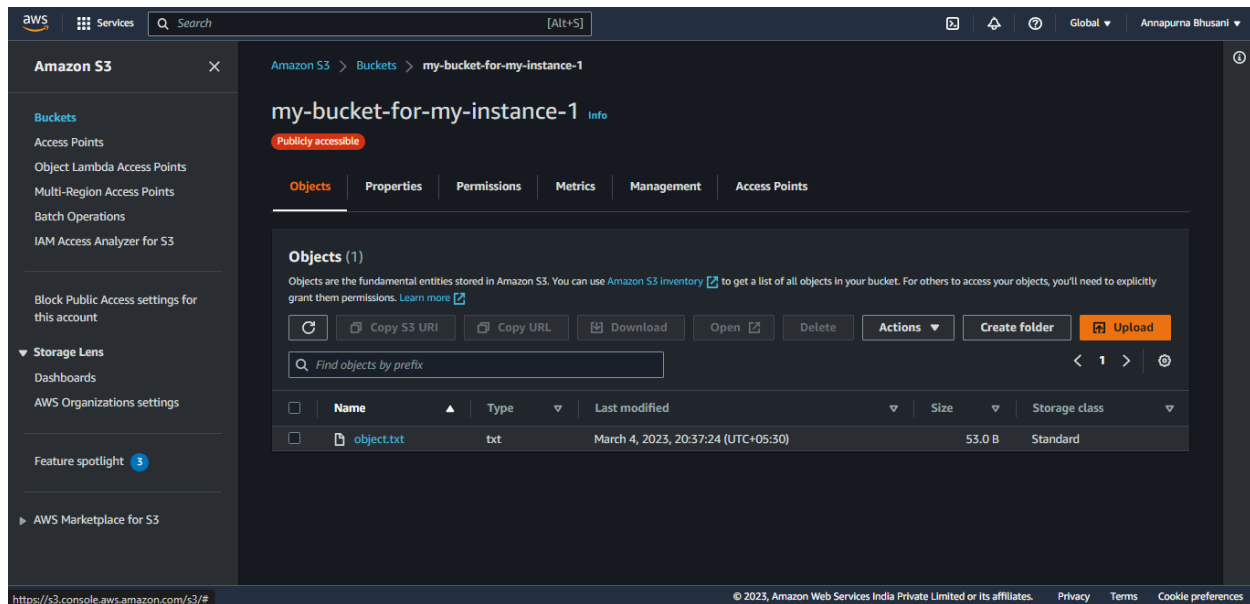 aws
Services
Search
[Alt+S]
Global
Annapurna Bhusani
Amazon S3
Buckets
Access Points
Object Lambda Access Points
Multi-Region Access Points
Batch Operations
IAM Access Analyzer for S3
Block Public Access settings for
this account
Storage Lens
Dashboards
AWS Organizations settings
Feature spotlight 3
AWS Marketplace for S3
Amazon S3 > Buckets > my-bucket-for-my-instance-1
my-bucket-for-my-instance-1 Info
Publicly accessible
Objects Properties Permissions Metrics Management Access Points
Objects (1)
Objects are the fundamental entities stored in Amazon S3. You can use Amazon S3 inventory to get a list of all objects in your bucket. For others to access your objects, you'll need to explicitly
grant them permissions. Learn more
Copy S3 URI Copy URL Download Open Delete Actions Create folder Upload
Find objects by prefix
< 1 >
Name Type Last modified Size Storage class
object.txt txt March 4, 2023, 20:37:24 (UTC+05:30) 53.0 B Standard
https://s3.console.aws.amazon.com/s3/#
© 2023, Amazon Web Services India Private Limited or its affiliates. Privacy Terms Cookie preferences